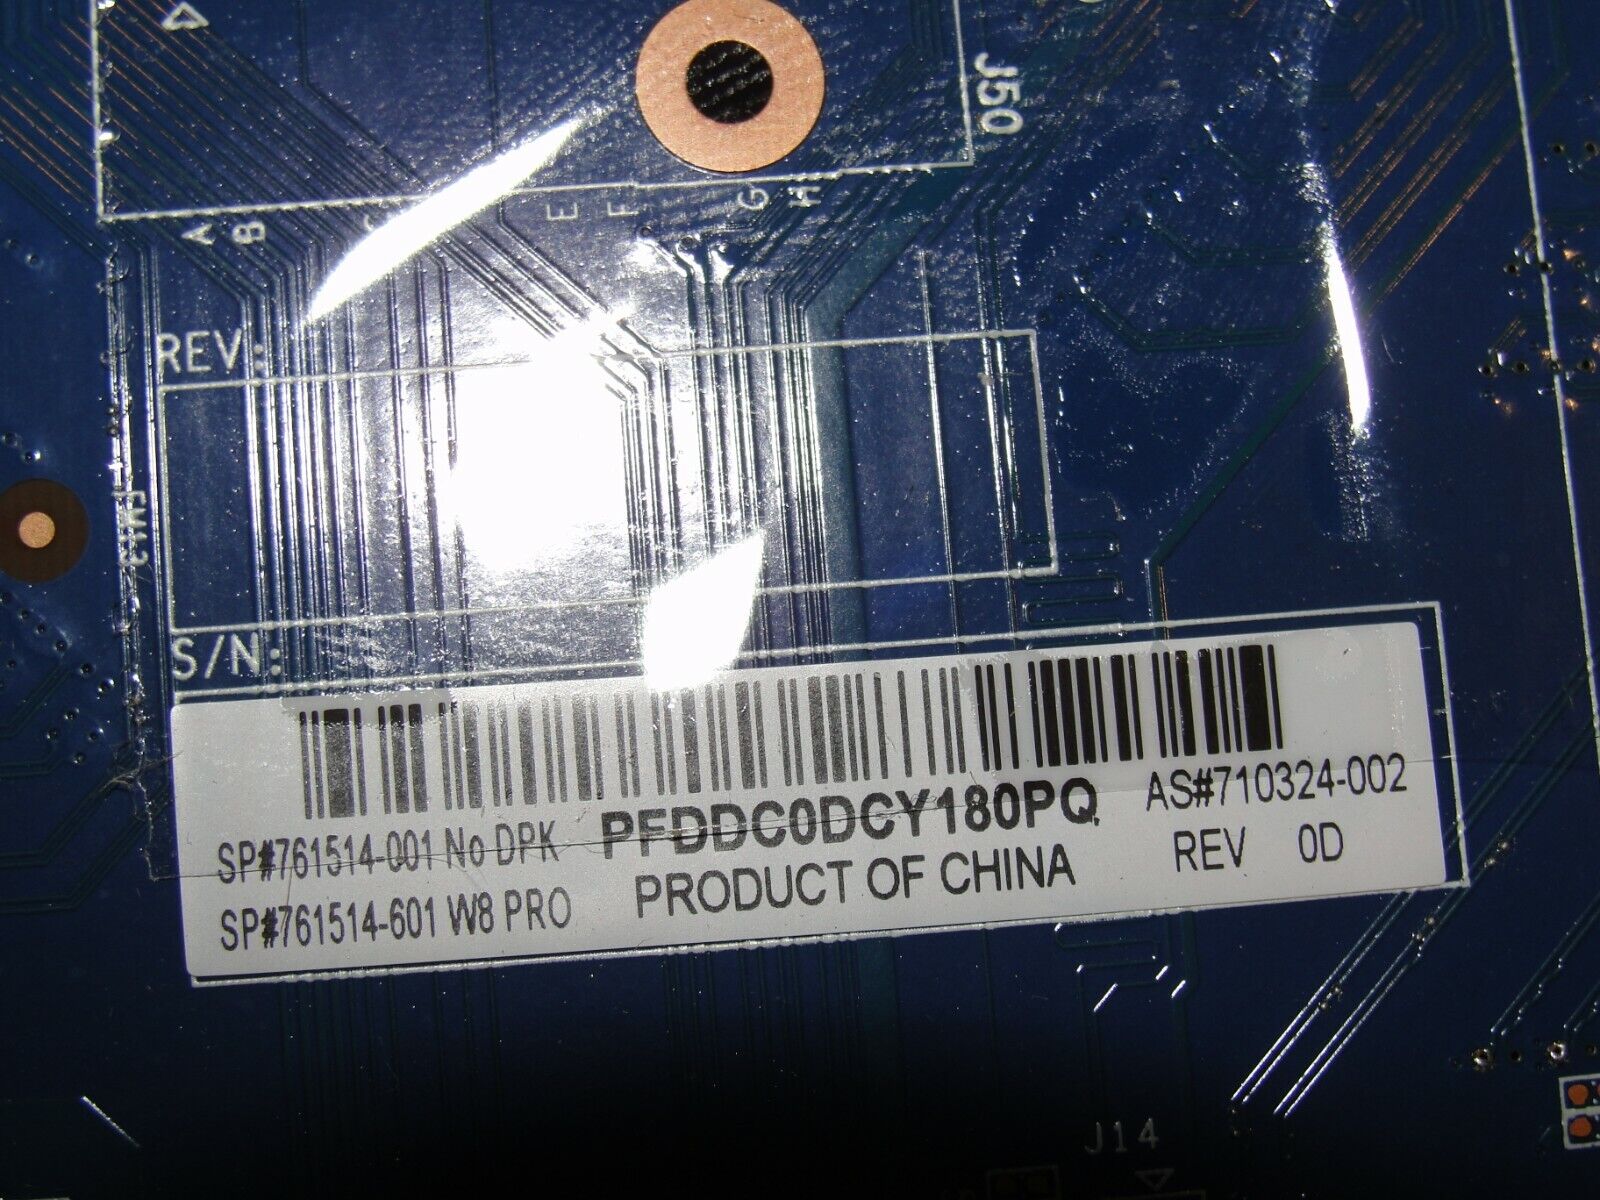 J50
A B C E F G H
REV:
S/N:
PFDDC0DCY180PQ
AS#710324-002
SP#761514-001 No DPK
PRODUCT OF CHINA
REV 0D
SP#761514-601 W8 PRO
J14